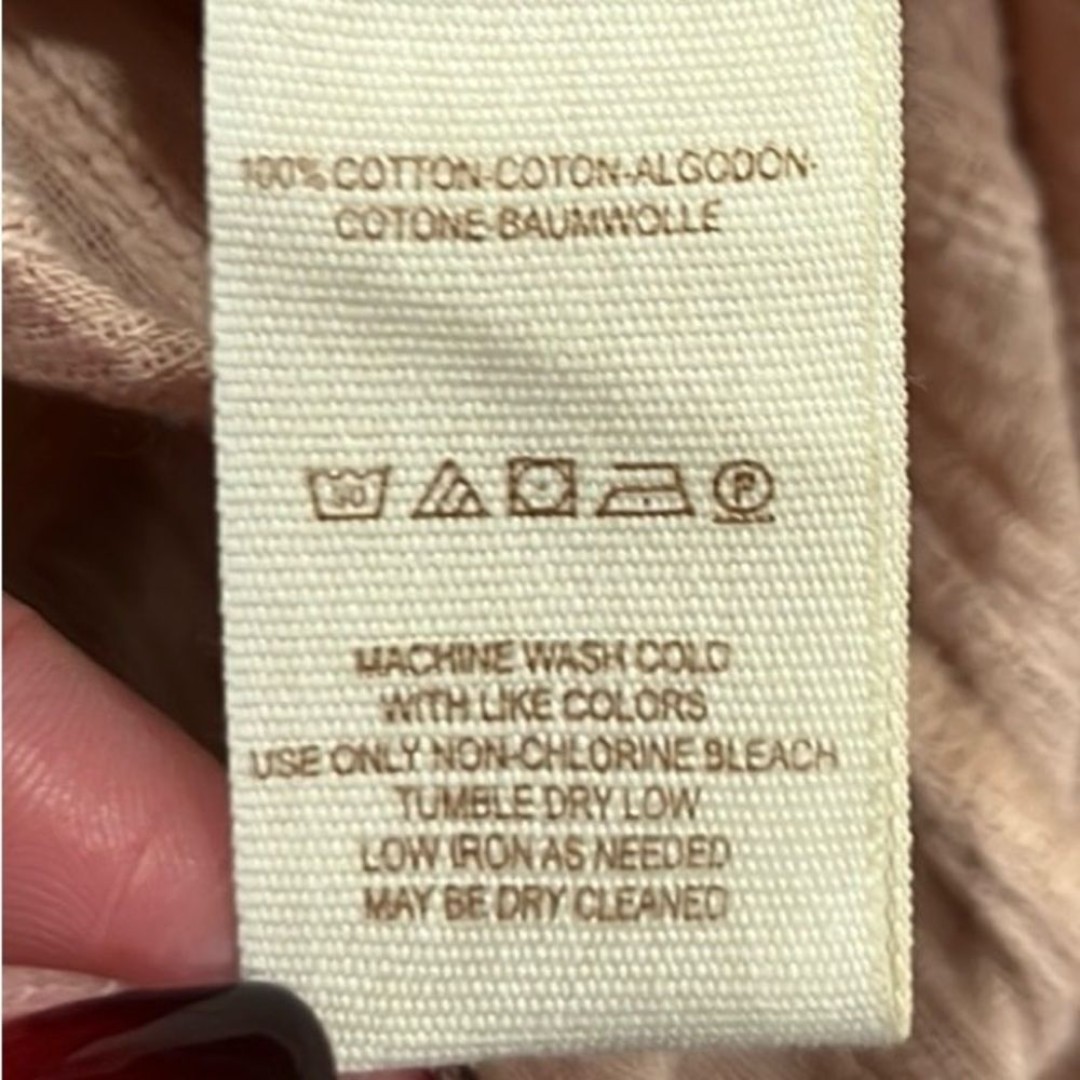 100% COTTON-COTON-ALGODÓN-
COTONE-BAUMWOLLE
30 P
MACHINE WASH COLD
WITH LIKE COLORS
USE ONLY NON-CHLORINE BLEACH
TUMBLE DRY LOW
LOW IRON AS NEEDED
MAY BE DRY CLEANED